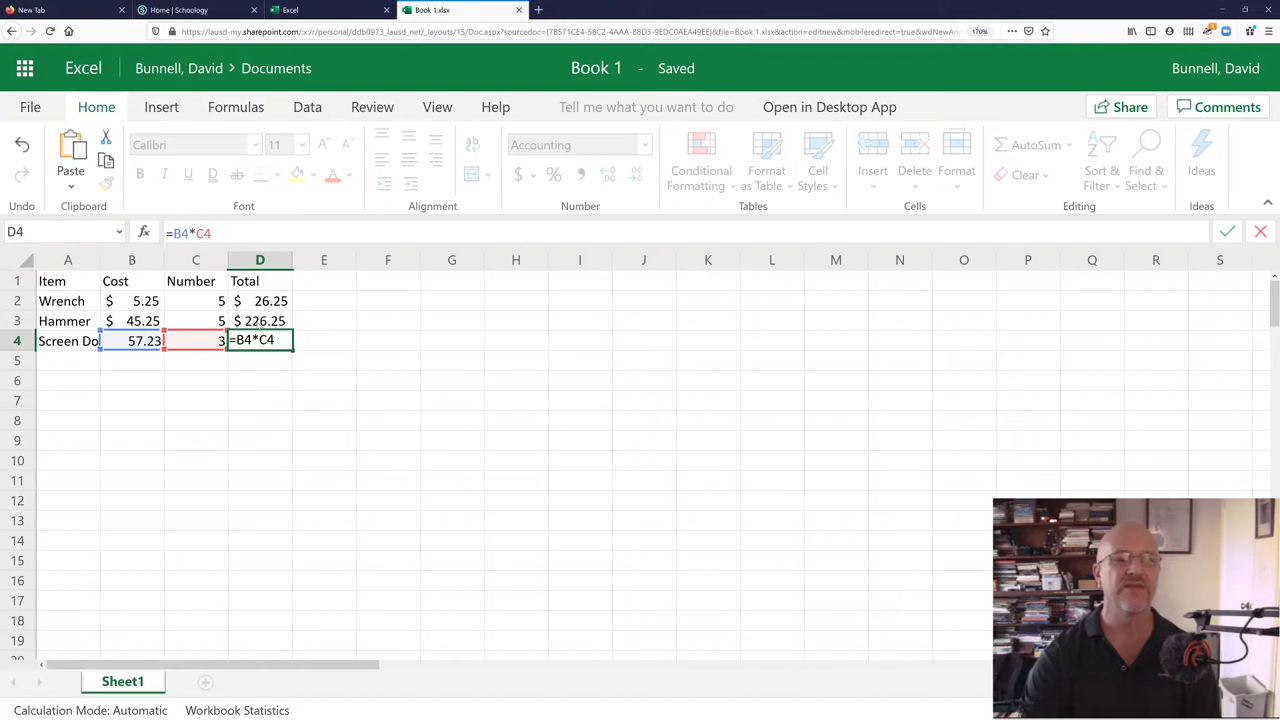 New Tab
Home | Schoology
Excel
Book 1.xlsx
170%
Excel
Bunnell, David > Documents
Book 1 - Saved
Bunnell, David
File Home Insert Formulas Data Review View Help Tell me what you want to do Open in Desktop App Share Comments
Calibri 11 Accounting
Paste
B I U D ab A
$ % ,
Conditional Formatting
Format as Table
Cell Styles
Insert Delete Format
AutoSum
Clear
Sort & Filter
Find & Select
Ideas
Undo Clipboard Font Alignment Number Tables Cells Editing Ideas
D4 fx =B4*C4
A B C D E F G H I J K L M N O P Q R S
1 Item Cost Number Total
2 Wrench $ 5.25 5 $ 26.25
3 Hammer $ 45.25 5 $ 226.25
4 Screen Do 57.23 3 =B4*C4
5
6
7
8
9
10
11
12
13
14
15
16
17
18
19
Sheet1
Calculation Mode: Automatic Workbook Statistics